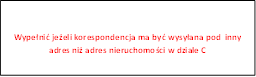 Wypełnić jeżeli korespondencja ma być wysyłana pod inny
adres niż adres nieruchomości w dziale C